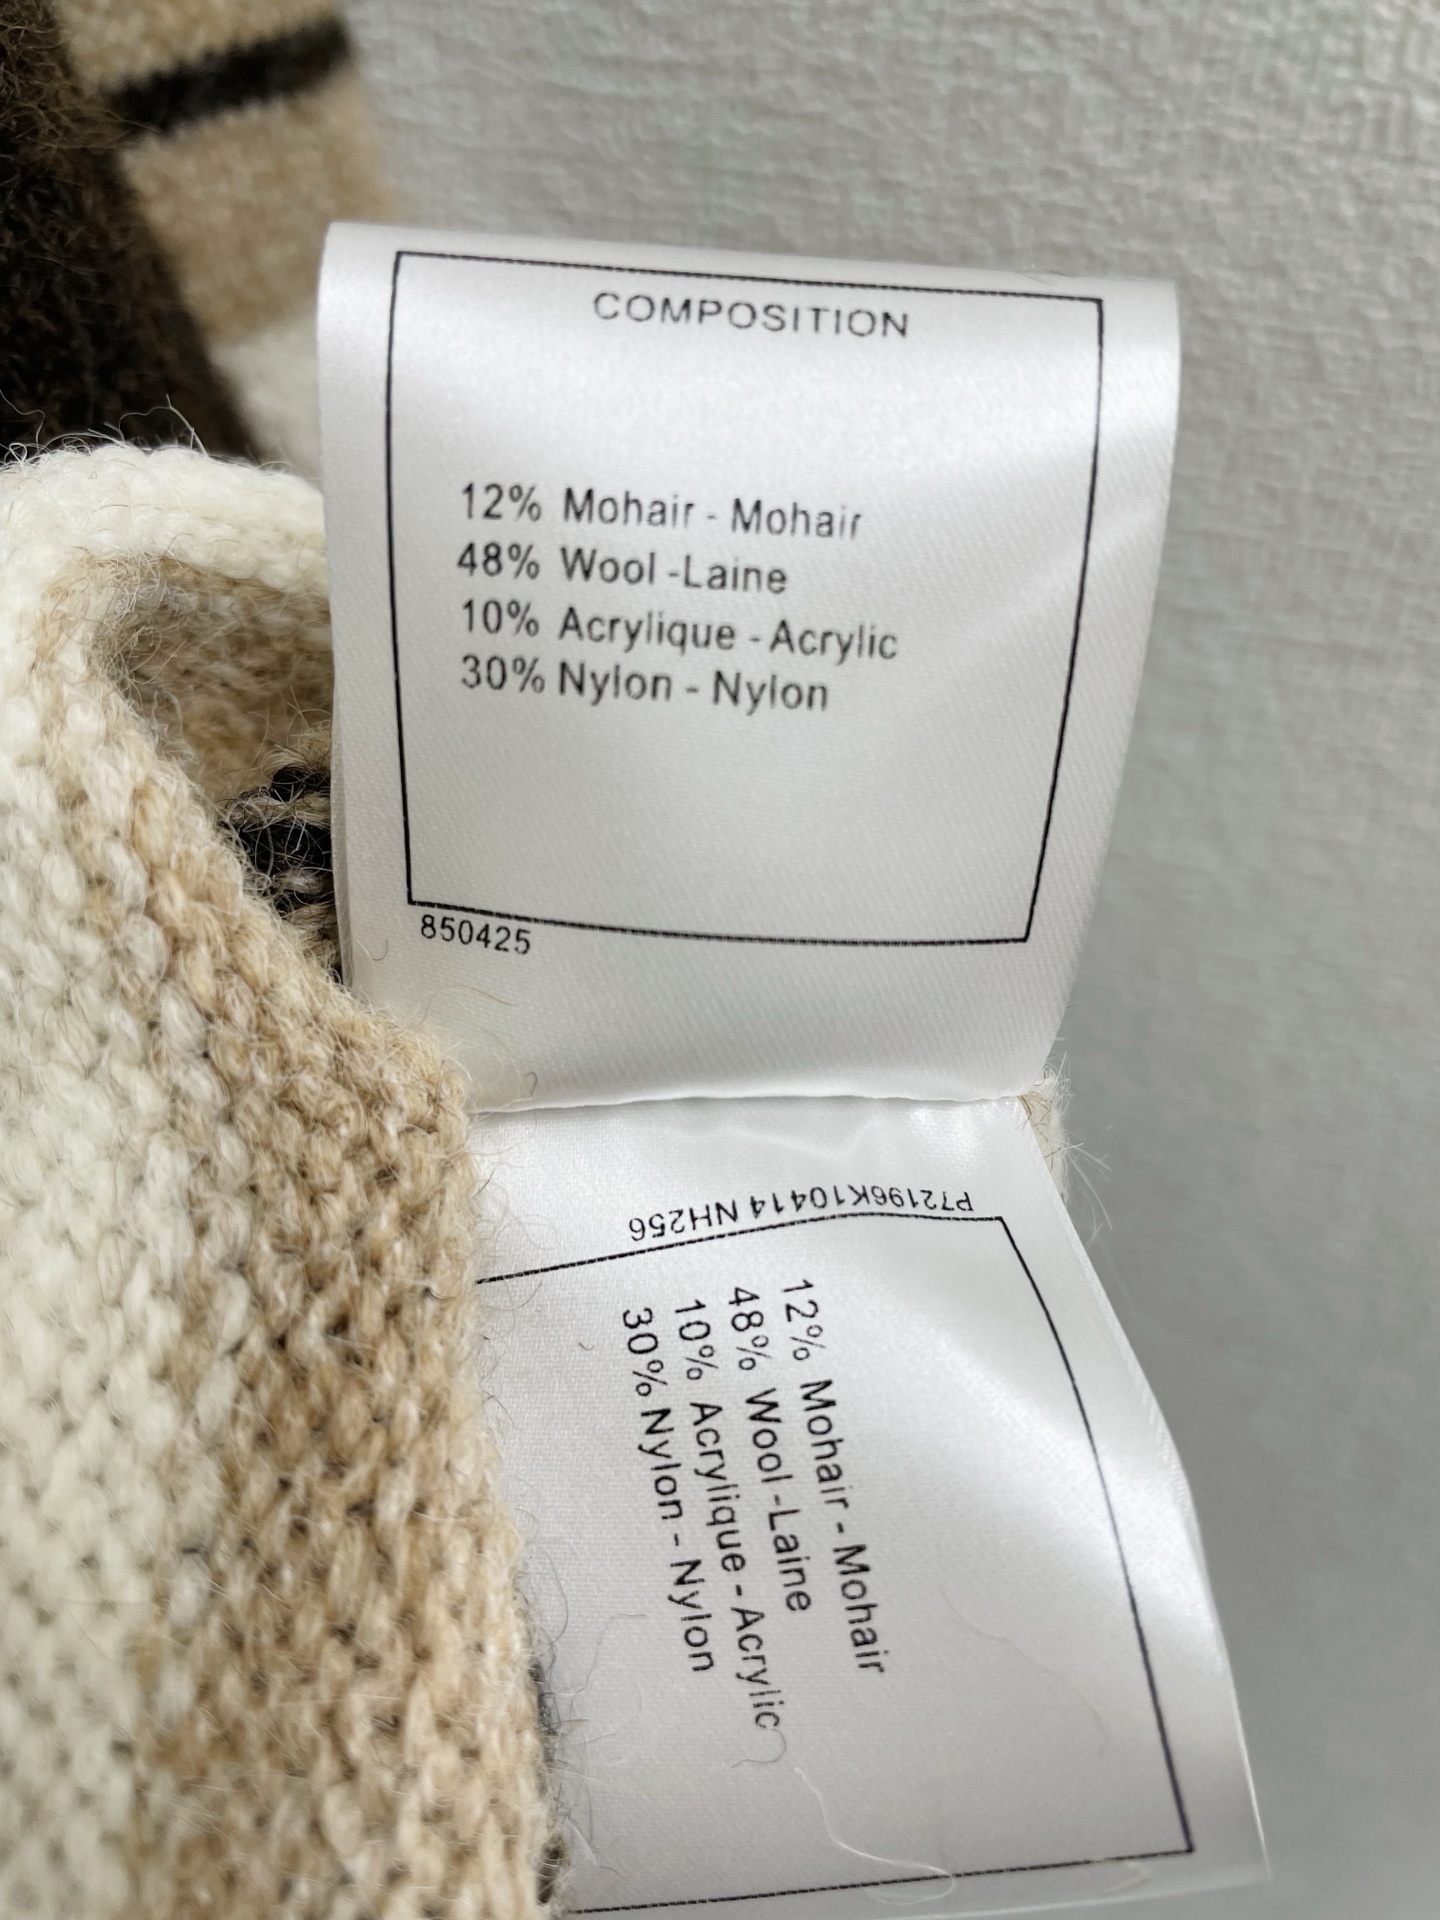 COMPOSITION
12% Mohair - Mohair
48% Wool -Laine
10% Acrylique - Acrylic
30% Nylon - Nylon
850425
P72196K10414 NH256
12% Mohair - Mohair
48% Wool -Laine
10% Acrylique - Acrylic
30% Nylon - Nylon